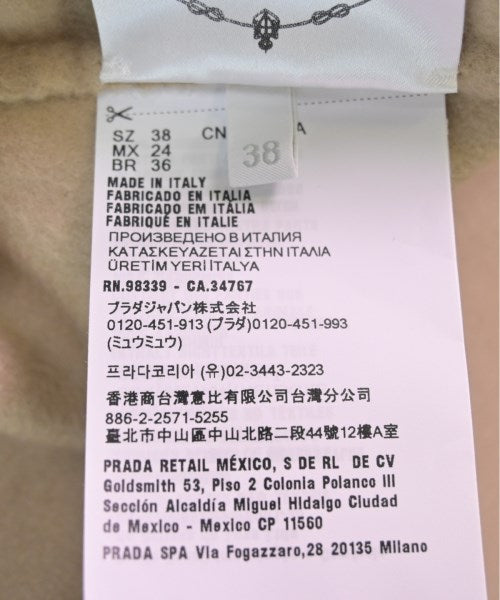 SZ 38 CN A
MX 24
BR 36
38
MADE IN ITALY
FABRICADO EN ITALIA
FABRICADO EM ITÁLIA
FABRIQUÉ EN ITALIE
ПРОИЗВЕДЕНО В ИТАЛИЯ
ΚΑΤΑΣΚΕΥΑΖΕΤΑΙ ΣΤΗΝ ΙΤΑΛΙΑ
ÜRETİM YERİ İTALYA
RN.98339 - CA.34767
プラダジャパン株式会社
0120-451-913 (プラダ)0120-451-993
(ミュウミュウ)
프라다코리아 (유)02-3443-2323
香港商台灣意比有限公司台灣分公司
886-2-2571-5255
臺北市中山區中山北路二段44號12樓A室
PRADA RETAIL MÉXICO, S DE RL DE CV
Goldsmith 53, Piso 2 Colonia Polanco III
Sección Alcaldía Miguel Hidalgo Ciudad
de Mexico - Mexico CP 11560
PRADA SPA Via Fogazzaro,28 20135 Milano